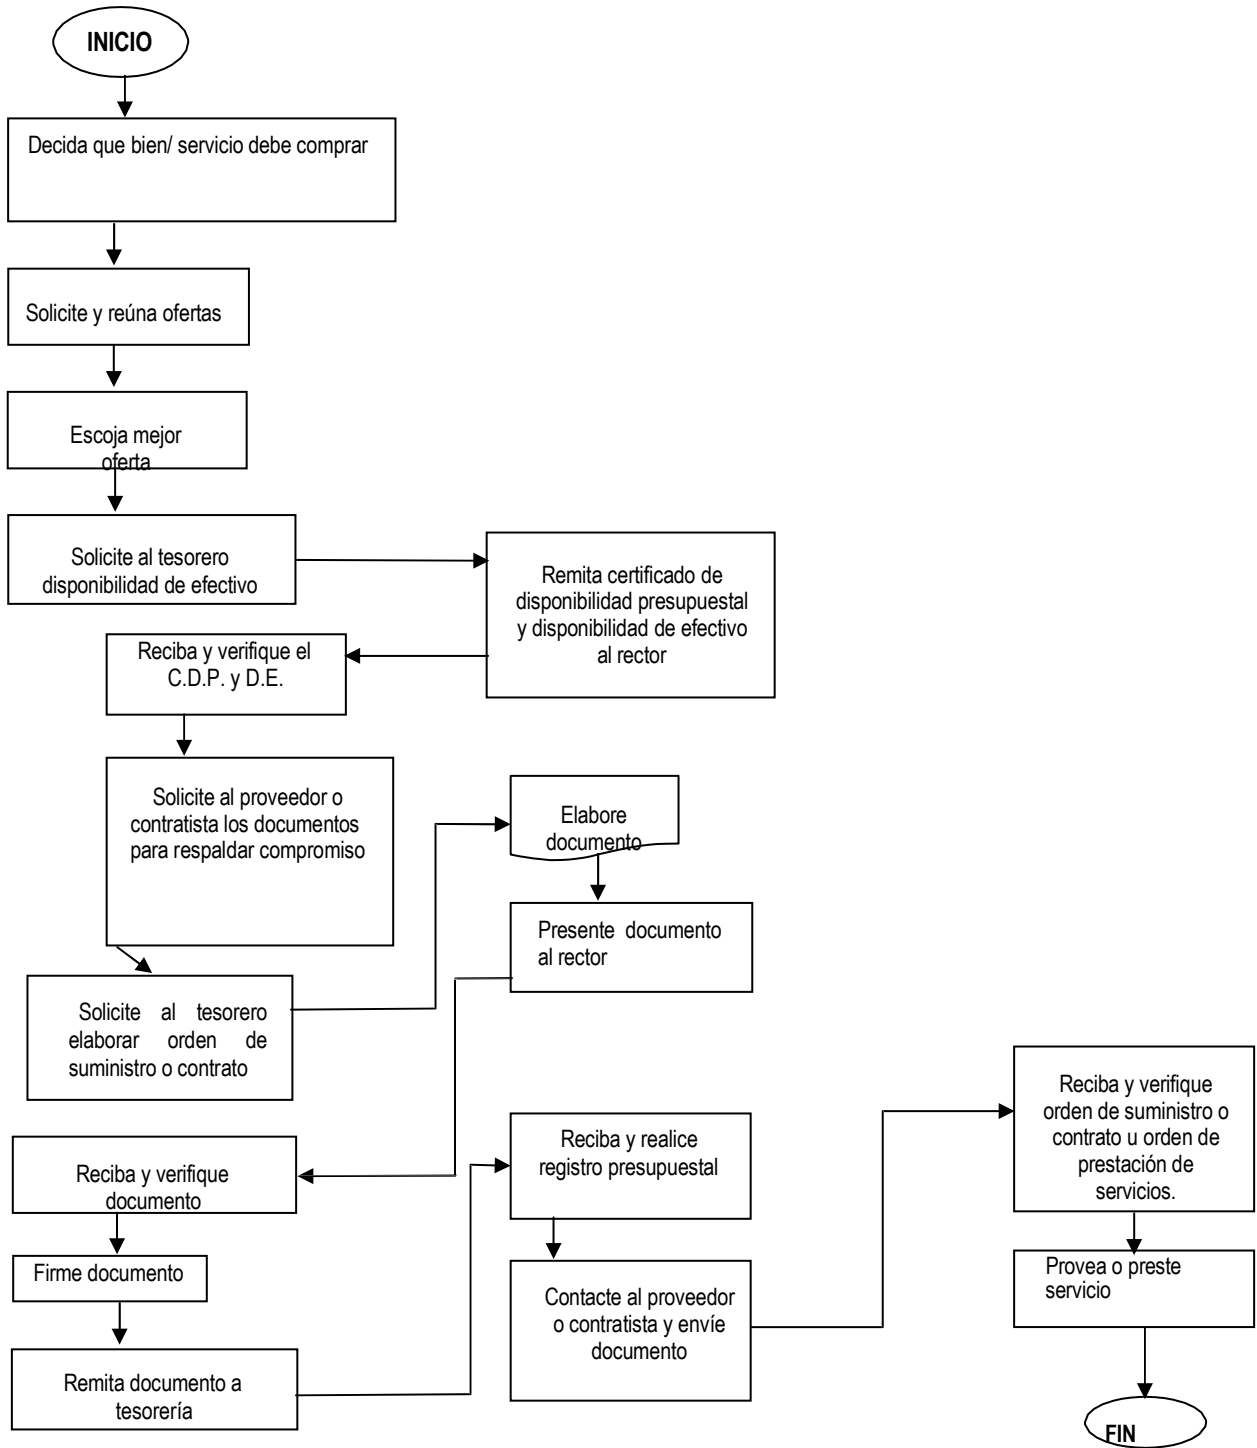 INICIO
Decida que bien/ servicio debe comprar
Solicite y reúna ofertas
Escoja mejor
oferta
Solicite al tesorero
disponibilidad de efectivo
Remita certificado de
disponibilidad presupuestal
y disponibilidad de efectivo
al rector
Reciba y verifique el
C.D.P. y D.E.
Solicite al proveedor o
contratista los documentos
para respaldar compromiso
Solicite al tesorero
elaborar orden de
suministro o contrato
Elabore
documento
Presente documento
al rector
Reciba y verifique
documento
Firme documento
Remita documento a
tesorería
Reciba y realice
registro presupuestal
Contacte al proveedor
o contratista y envíe
documento
Reciba y verifique
orden de suministro o
contrato u orden de
prestación de
servicios.
Provea o preste
servicio
FIN